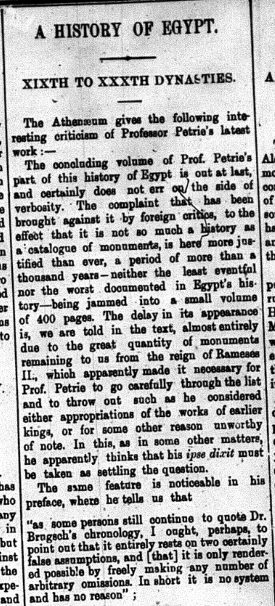 A HISTORY OF EGYPT.
XIXTH TO XXXTH DYNASTIES.
The Athenæum gives the following inte-
resting criticism of Professor Petrie's latest
work:—
The concluding volume of Prof. Petrie's
part of this history of Egypt is out at last,
and certainly does not err on the side of
verbosity. The complaint that has been
brought against it by foreign critics, to the
effect that it is not so much a history as
a catalogue of monuments, is here more jus-
tified than ever, a period of more than a
thousand years—neither the least eventful
nor the worst documented in Egypt's his-
tory—being jammed into a small volume
of 400 pages. The delay in its appearance
is, we are told in the text, almost entirely
due to the great quantity of monuments
remaining to us from the reign of Rameses
II., which apparently made it necessary for
Prof. Petrie to go carefully through the list
and to throw out such as he considered
either appropriations of the works of earlier
kings, or for some other reason unworthy
of note. In this, as in some other matters,
he apparently thinks that his ipse dixit must
be taken as settling the question.
The same feature is noticeable in his
preface, where he tells us that
"as some persons still continue to quote Dr.
Brugsch's chronology, I ought, perhaps, to
point out that it entirely rests on two certainly
false assumptions, and [that] it is only render-
ed possible by freely making any number of
arbitrary omissions. In short it is no system
and has no reason";